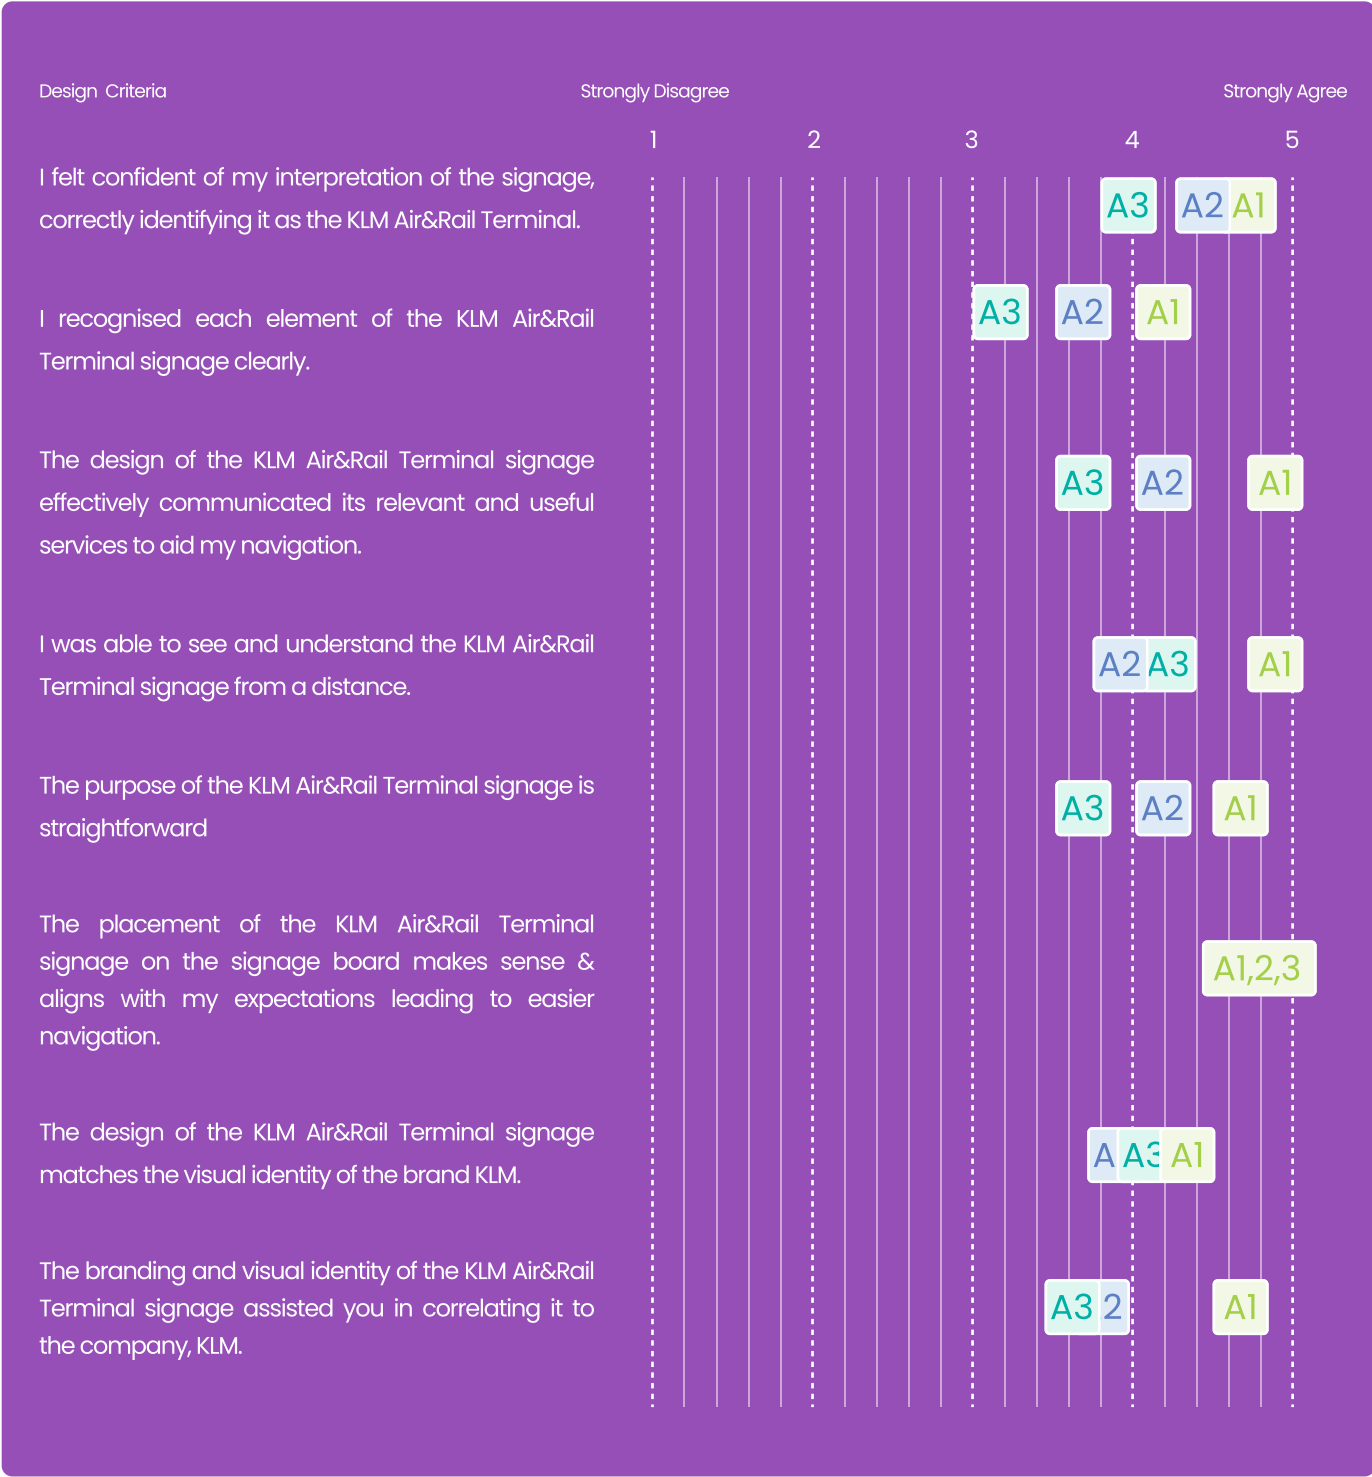 Design Criteria
Strongly Disagree
Strongly Agree
1 2 3 4 5
I felt confident of my interpretation of the signage,
correctly identifying it as the KLM Air&Rail Terminal.
A3 A2 A1
I recognised each element of the KLM Air&Rail
Terminal signage clearly.
A3 A2 A1
The design of the KLM Air&Rail Terminal signage
effectively communicated its relevant and useful
services to aid my navigation.
A3 A2 A1
I was able to see and understand the KLM Air&Rail
Terminal signage from a distance.
A2 A3 A1
The purpose of the KLM Air&Rail Terminal signage is
straightforward
A3 A2 A1
The placement of the KLM Air&Rail Terminal
signage on the signage board makes sense &
aligns with my expectations leading to easier
navigation.
A1,2,3
The design of the KLM Air&Rail Terminal signage
matches the visual identity of the brand KLM.
A A3 A1
The branding and visual identity of the KLM Air&Rail
Terminal signage assisted you in correlating it to
the company, KLM.
A3 2 A1